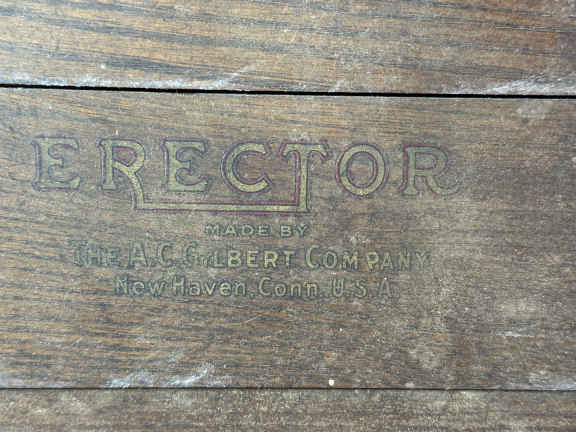 ERECTOR
MADE BY
THE A.C. GILBERT COMPANY
New Haven, Conn. U.S.A.